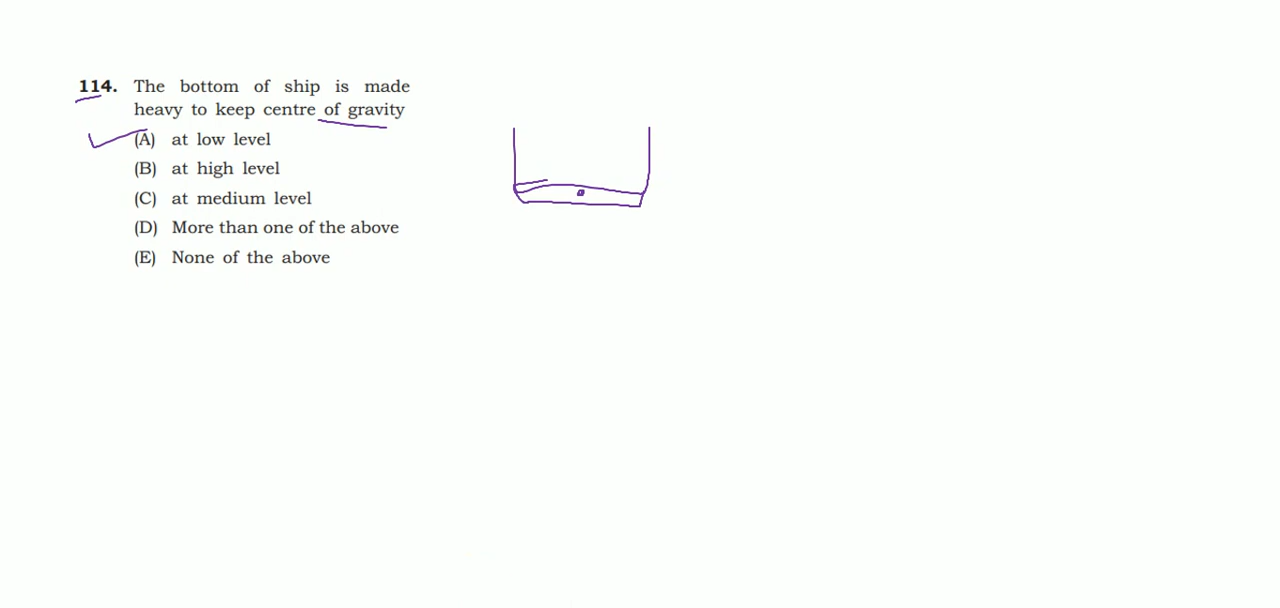 114. The bottom of ship is made
heavy to keep centre of gravity
(A) at low level
(B) at high level
(C) at medium level
(D) More than one of the above
(E) None of the above